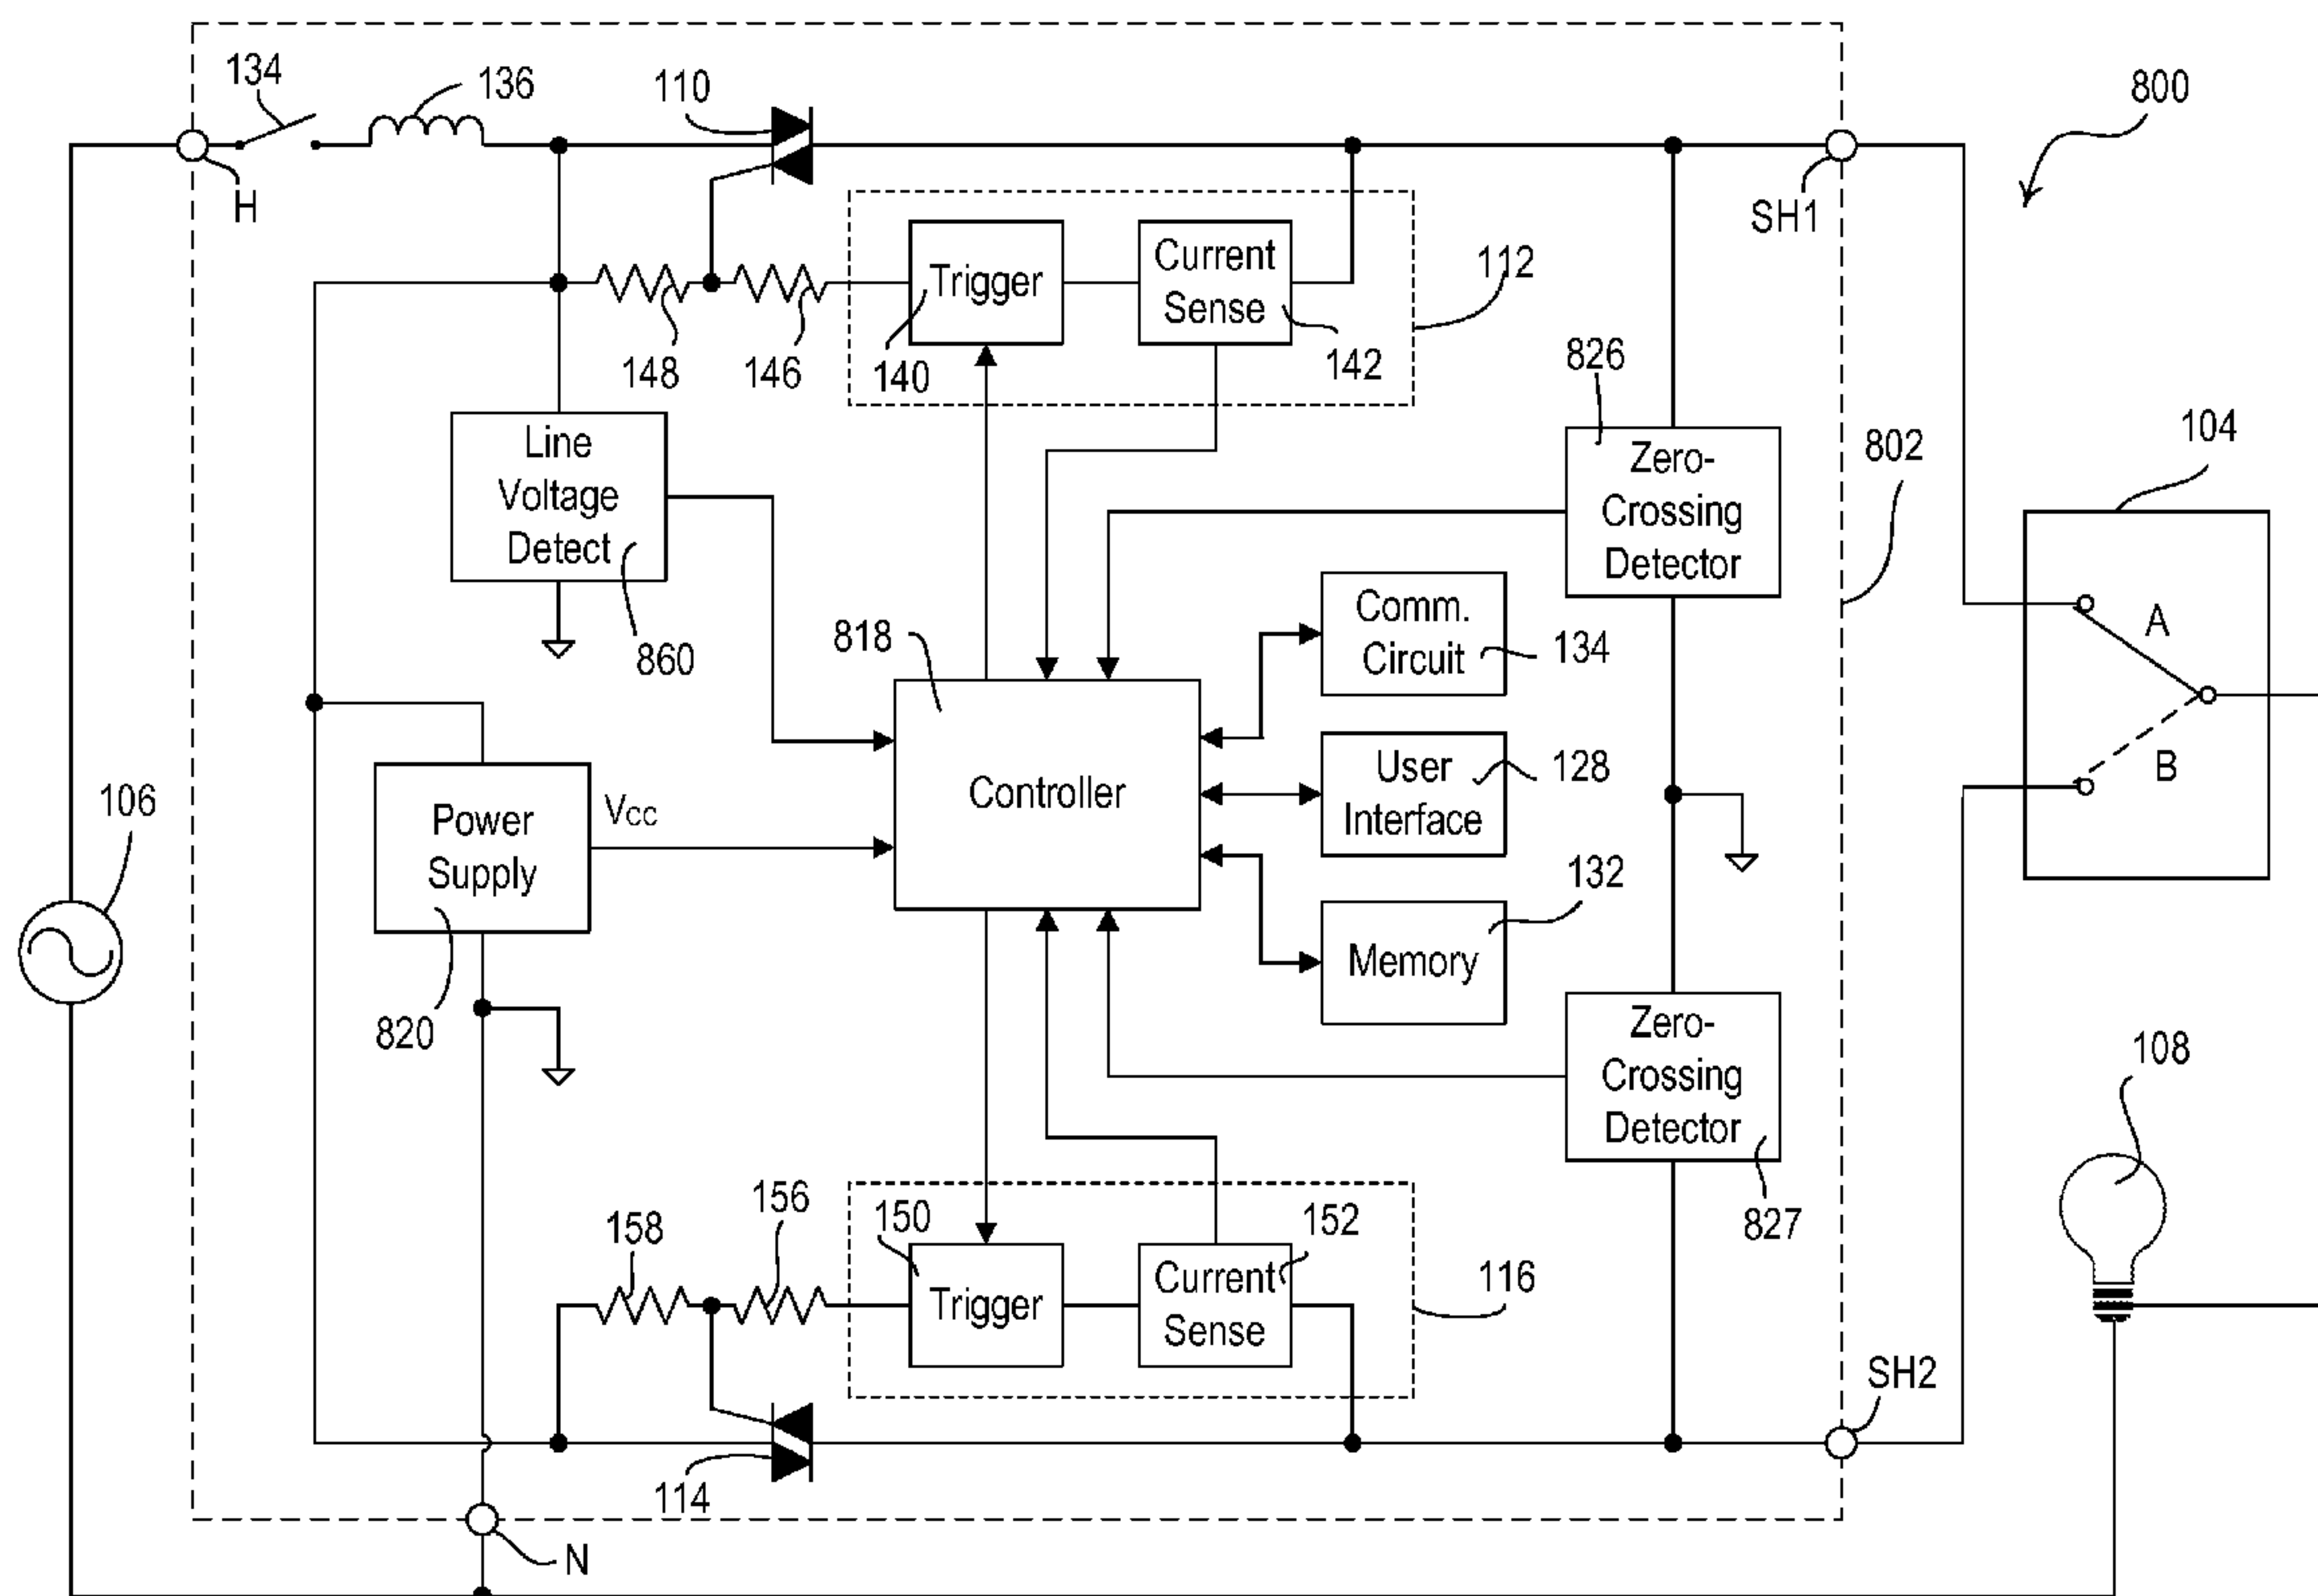 134
136
110
800
H
SH1
Trigger
Current
Sense
112
148
146
140
142
826
Line
Voltage
Detect
Zero-
Crossing
Detector
802
104
818
860
Comm.
Circuit
134
A
106
Power
Supply
VCC
Controller
User
Interface
128
B
132
Memory
820
Zero-
Crossing
Detector
108
158
156
150
152
827
Trigger
Current
Sense
116
SH2
114
N